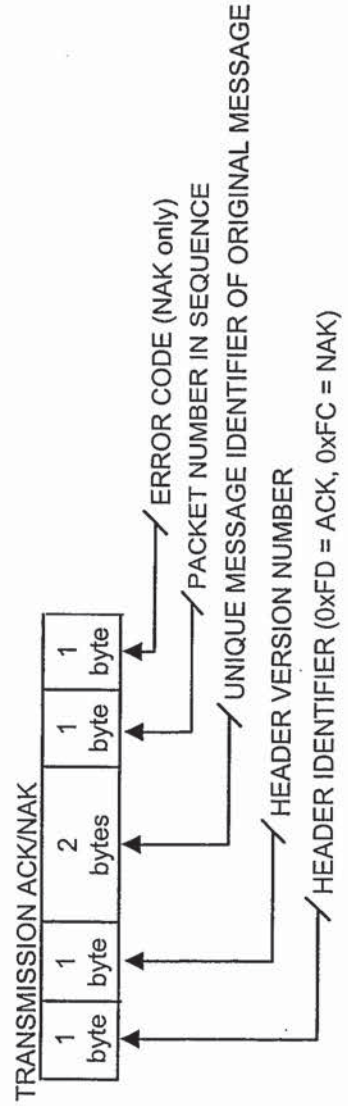 TRANSMISSION ACK/NAK
1 byte
1 byte
2 bytes
1 byte
1 byte
ERROR CODE (NAK only)
PACKET NUMBER IN SEQUENCE
UNIQUE MESSAGE IDENTIFIER OF ORIGINAL MESSAGE
HEADER VERSION NUMBER
HEADER IDENTIFIER (0xFD = ACK, 0xFC = NAK)